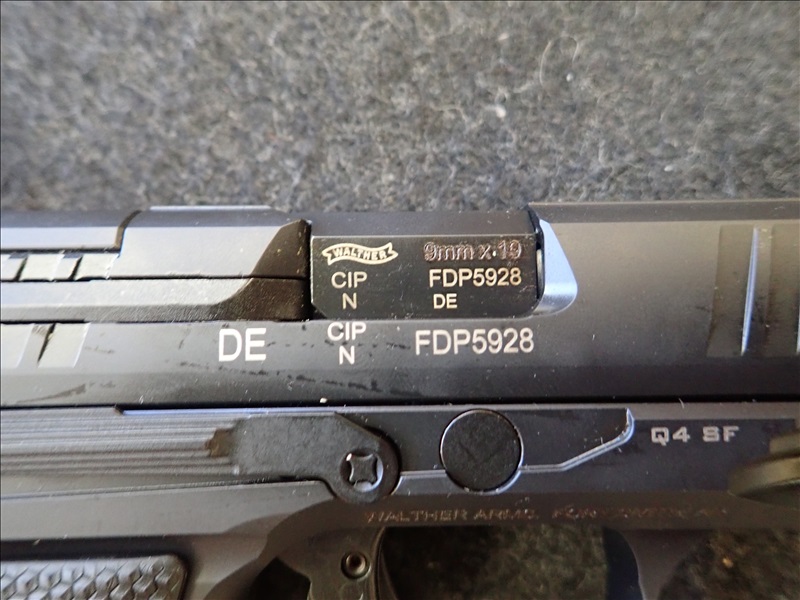 WALTHER 9mm x 19
CIP FDP5928
N DE
DE CIP FDP5928
N
Q4 SF
WALTHER ARMS,